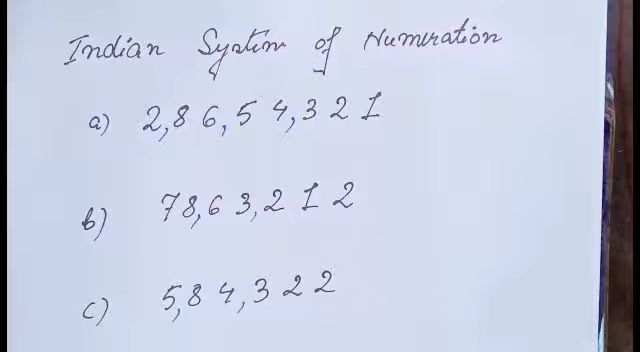 Indian System of Numeration
a) 2,86,54,321
b) 78,63,212
c) 5,84,322